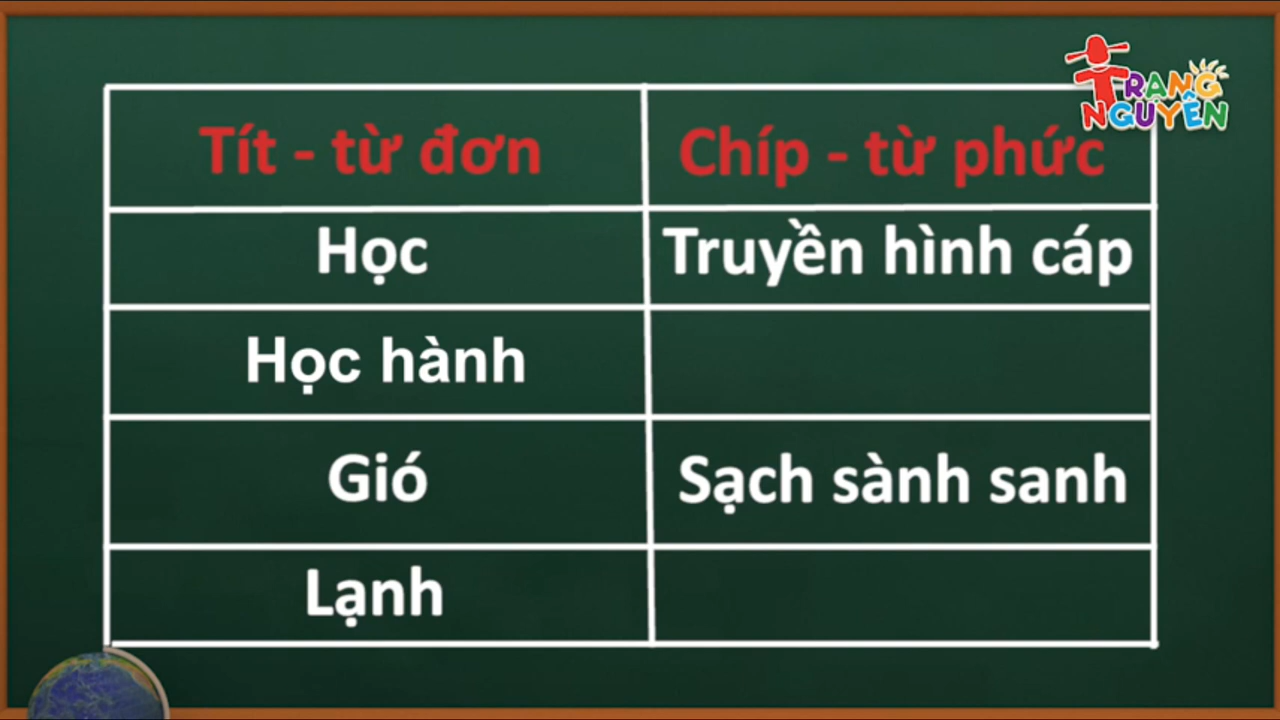 TRANG
NGUYÊN
Tít - từ đơn
Chíp - từ phức
Học
Truyền hình cáp
Học hành
Gió
Sạch sành sanh
Lạnh